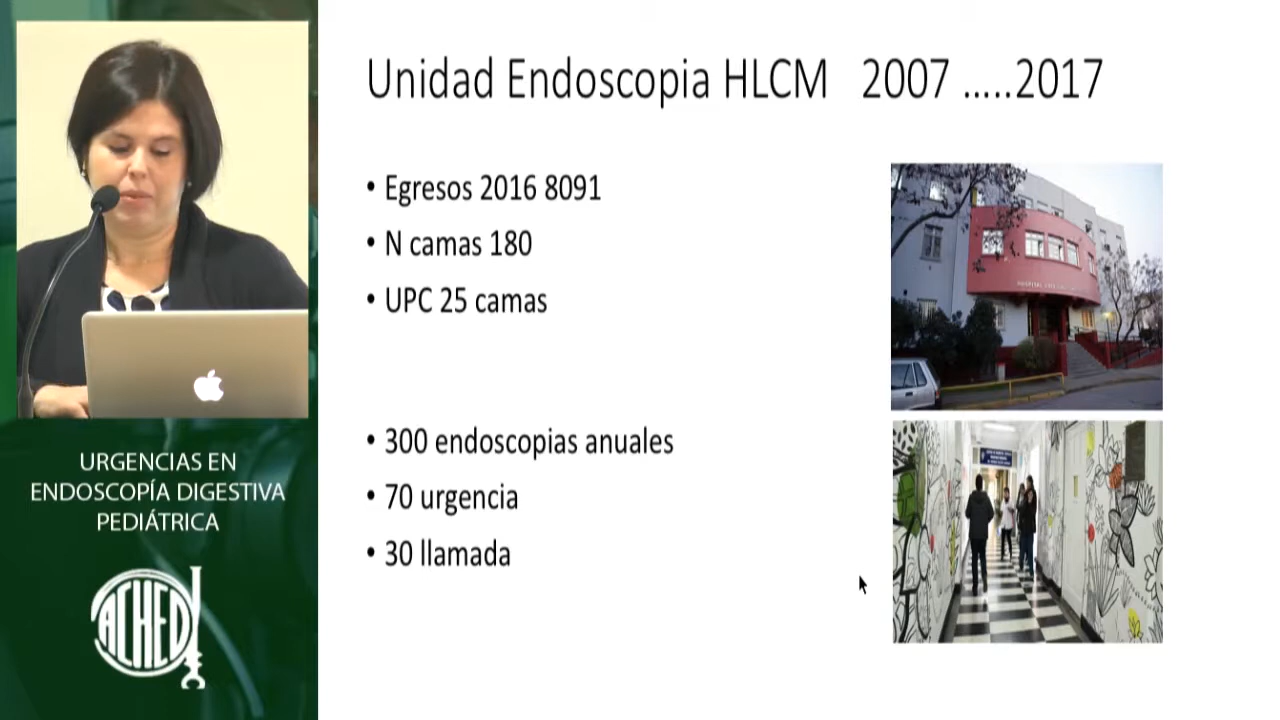 Unidad Endoscopia HLCM 2007 .....2017
• Egresos 2016 8091
• N camas 180
• UPC 25 camas
• 300 endoscopias anuales
• 70 urgencia
• 30 llamada
URGENCIAS EN
ENDOSCOPÍA DIGESTIVA
PEDIÁTRICA
ACHED